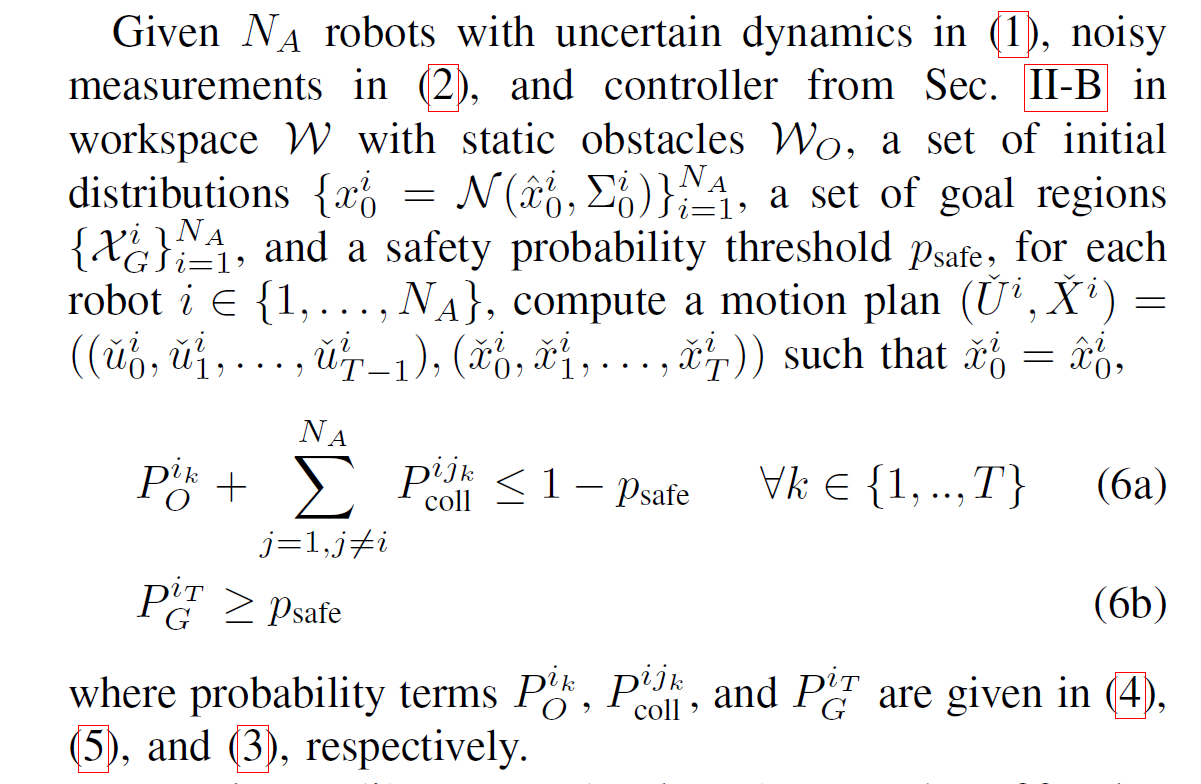 Given $N_A$ robots with uncertain dynamics in (1), noisy
measurements in (2), and controller from Sec. II-B in
workspace $\mathcal{W}$ with static obstacles $\mathcal{W}_O$, a set of initial
distributions $\{x_0^i = \mathcal{N}(\hat{x}_0^i, \Sigma_0^i)\}_{i=1}^{N_A}$, a set of goal regions
$\{\mathcal{X}_G^i\}_{i=1}^{N_A}$, and a safety probability threshold $p_{\text{safe}}$, for each
robot $i \in \{1, \ldots, N_A\}$, compute a motion plan $(\check{U}^i, \check{X}^i) =$
$((\check{u}_0^i, \check{u}_1^i, \ldots, \check{u}_{T-1}^i), (\check{x}_0^i, \check{x}_1^i, \ldots, \check{x}_T^i))$ such that $\check{x}_0^i = \hat{x}_0^i$,
$P_O^{i_k} + \sum_{j=1, j \neq i}^{N_A} P_{\text{coll}}^{ij_k} \leq 1 - p_{\text{safe}} \quad \forall k \in \{1, .., T\}$ (6a)
$P_G^{i_T} \geq p_{\text{safe}}$ (6b)
where probability terms $P_O^{i_k}$, $P_{\text{coll}}^{ij_k}$, and $P_G^{i_T}$ are given in (4),
(5), and (3), respectively.